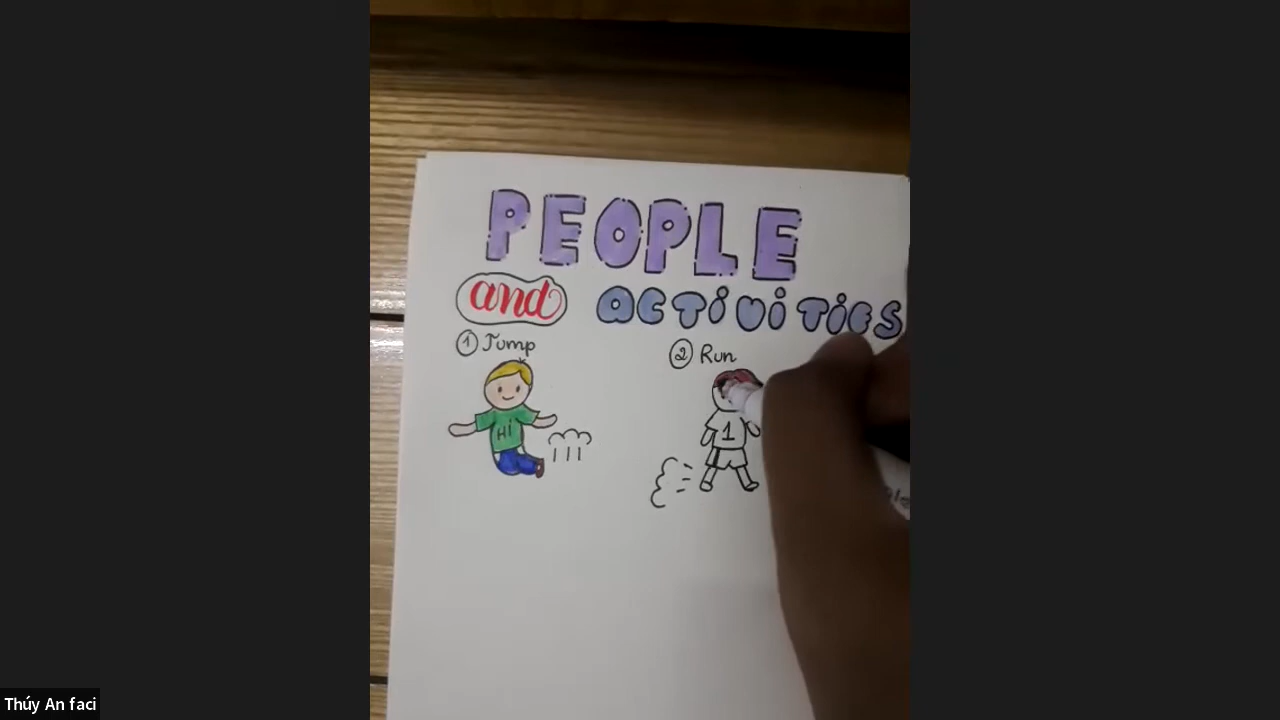 PEOPLE
and ACTiViTiES
1 Jump
2 Run
Hi
1
Thúy An faci